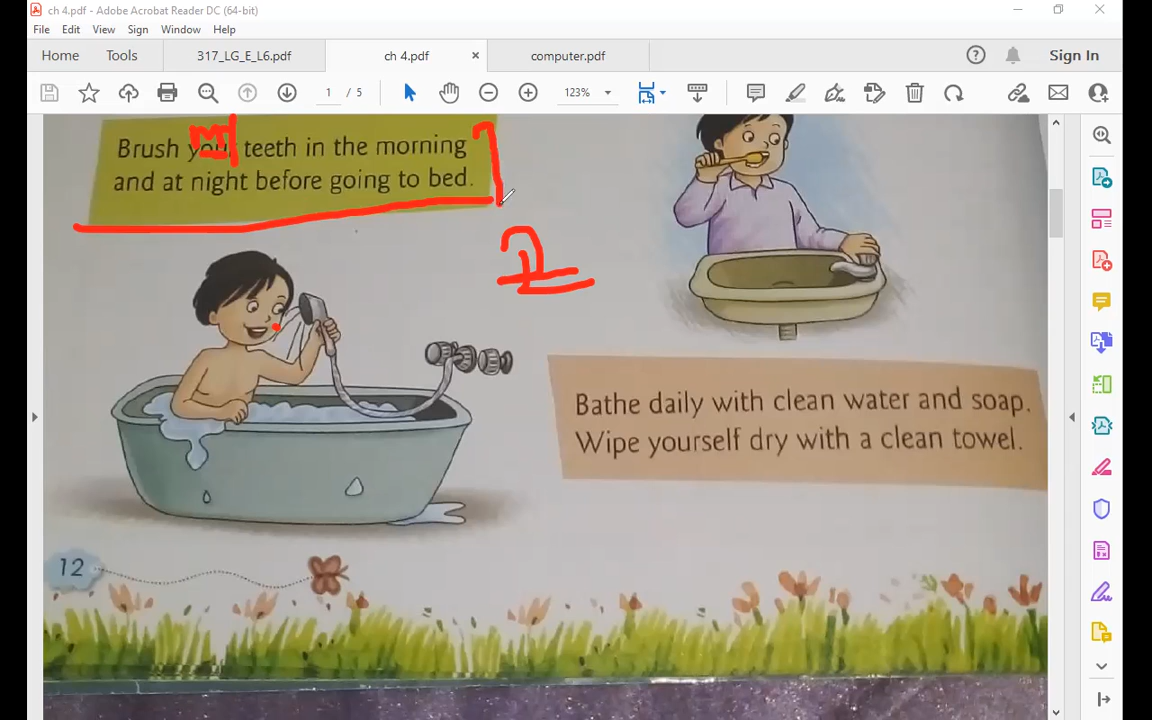 ch 4.pdf - Adobe Acrobat Reader DC (64-bit)
File Edit View Sign Window Help
Home Tools 317_LG_E_L6.pdf ch 4.pdf computer.pdf Sign In
1 / 5 123%
Brush your teeth in the morning
and at night before going to bed.
2
Bathe daily with clean water and soap.
Wipe yourself dry with a clean towel.
12